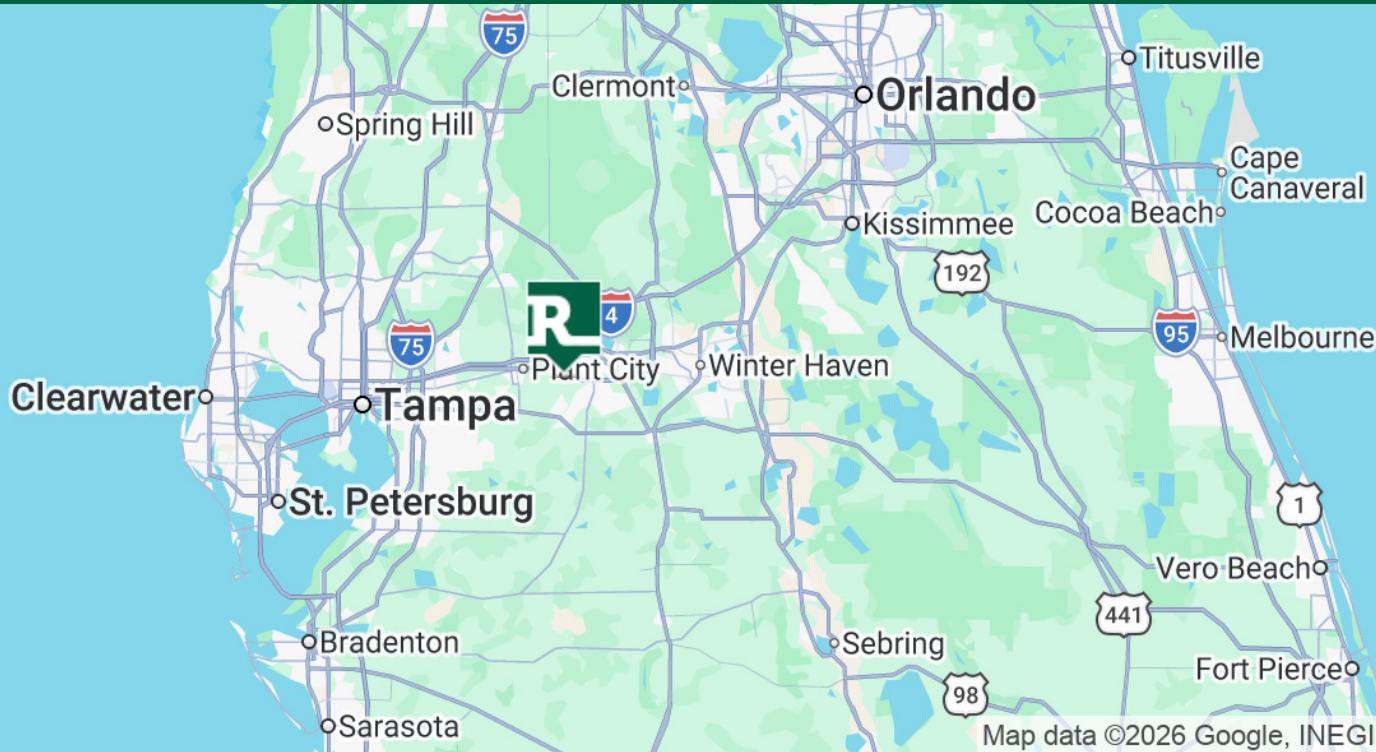 75
Titusville
Clermont
Orlando
Spring Hill
Cape
Canaveral
Cocoa Beach
Kissimmee
192
R
4
75
95
Melbourne
Plant City
Winter Haven
Clearwater
Tampa
St. Petersburg
1
Vero Beach
441
Bradenton
Sebring
Fort Pierce
98
Sarasota
Map data ©2026 Google, INEGI